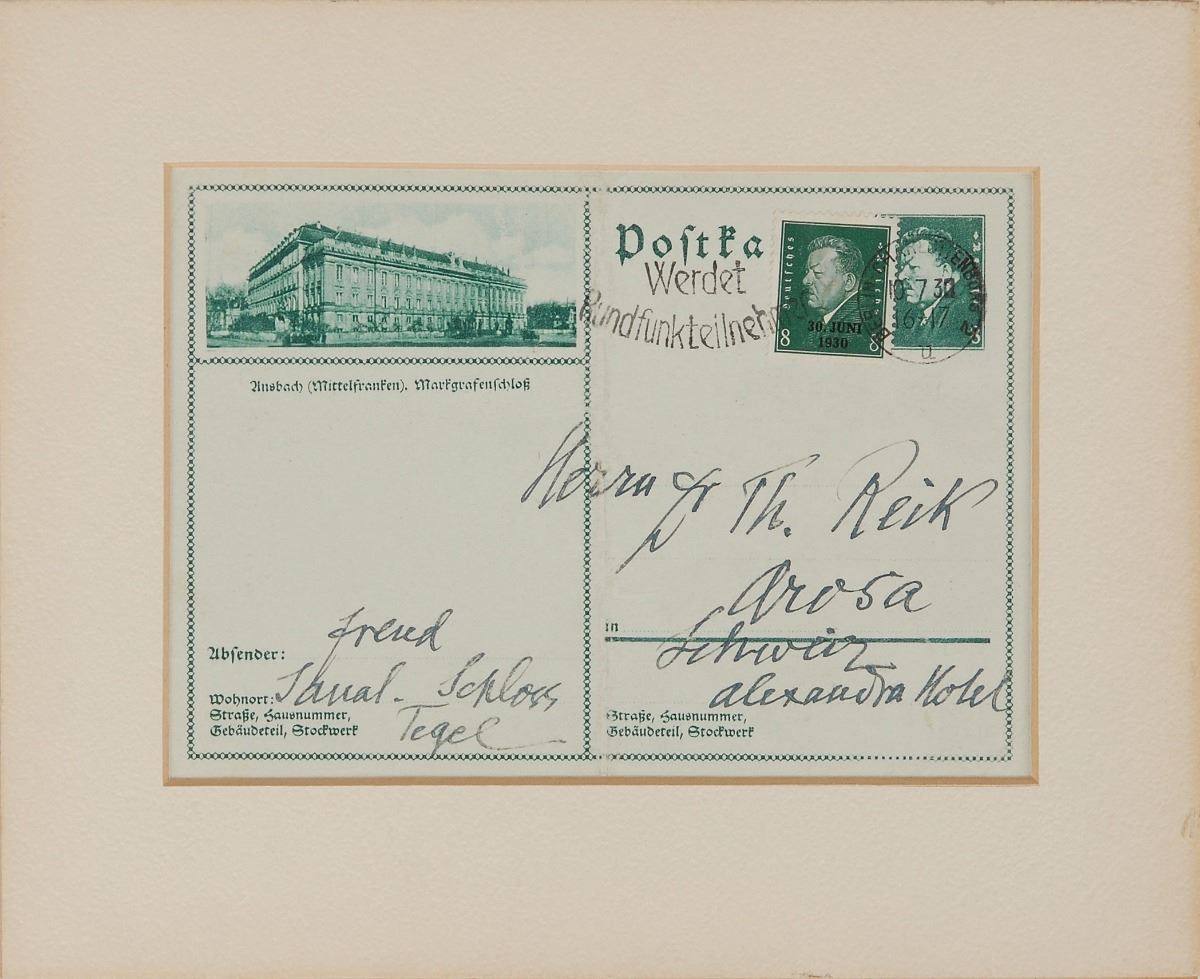 Ansbach (Mittelfranken). Markgrafenschloß
Absender:
Freud
Wohnort:
Straße, Hausnummer,
Gebäudeteil, Stockwerk
Sanat. Schloss
Tegel
Postka
Werdet
Rundfunkteilneh
Deutsches Reich
30. JUNI
1930
8 8
10.7.30
16-17
Herrn Dr Th. Reik
Arosa
in
Schweiz
Alexandra Hotel
Straße, Hausnummer,
Gebäudeteil, Stockwerk